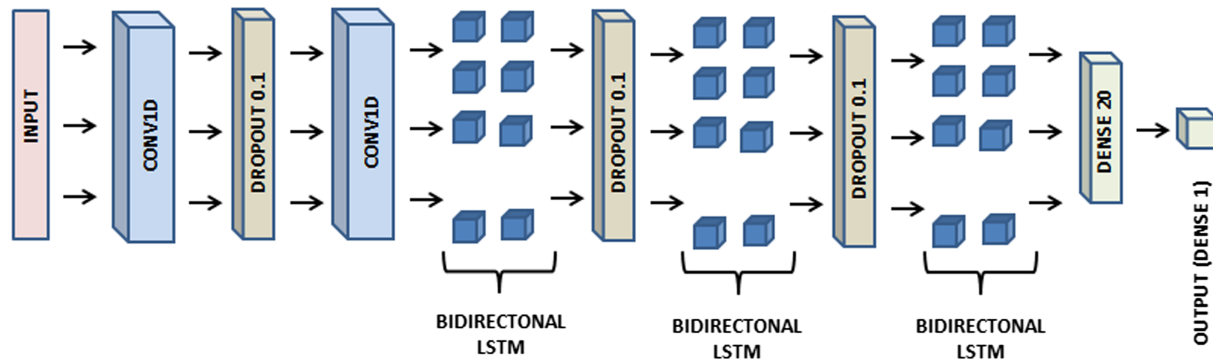 INPUT
CONV1D
DROPOUT 0.1
CONV1D
BIDIRECTONAL
LSTM
DROPOUT 0.1
BIDIRECTONAL
LSTM
DROPOUT 0.1
BIDIRECTONAL
LSTM
DENSE 20
OUTPUT (DENSE 1)